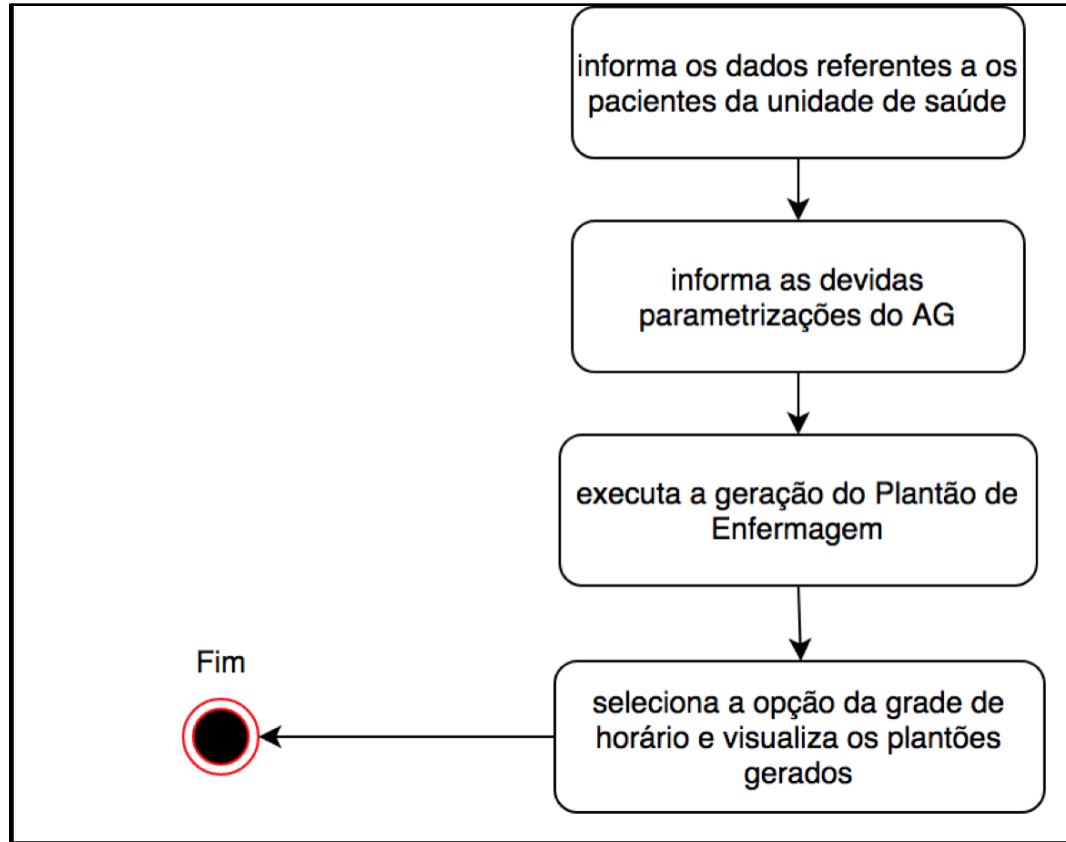 informa os dados referentes a os
pacientes da unidade de saúde
informa as devidas
parametrizações do AG
executa a geração do Plantão de
Enfermagem
Fim
seleciona a opção da grade de
horário e visualiza os plantões
gerados